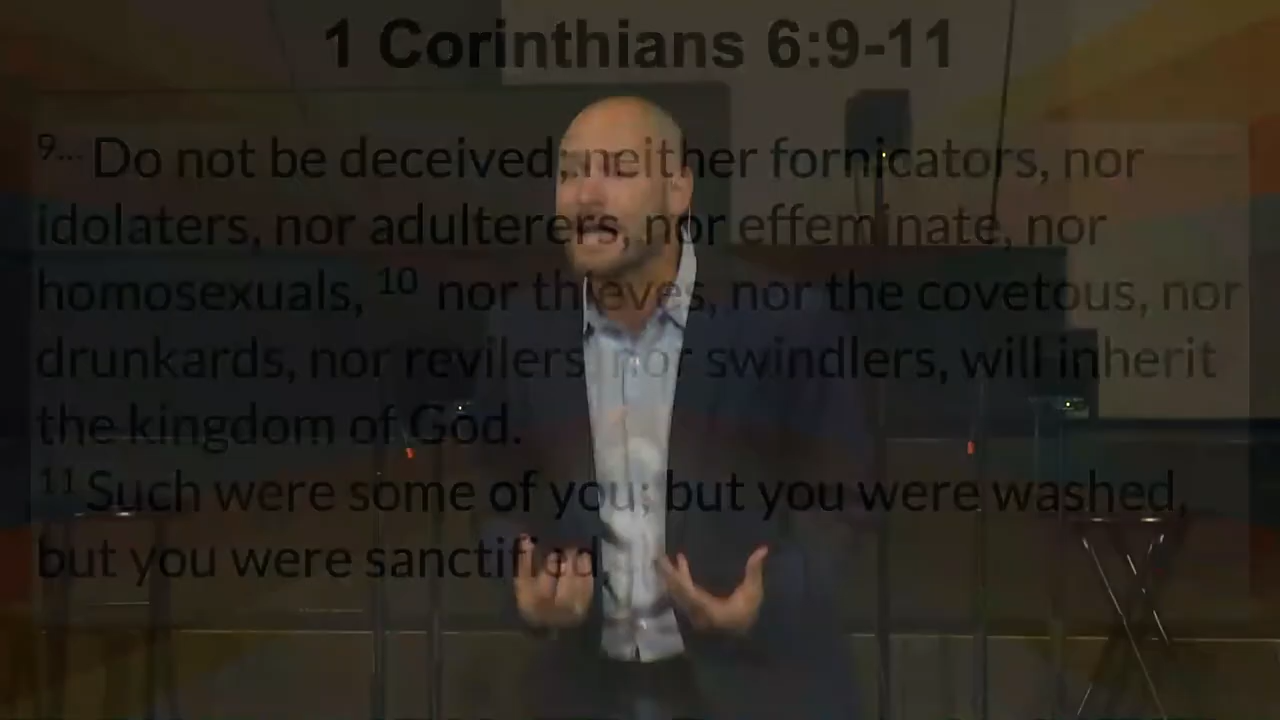 1 Corinthians 6:9-11
9... Do not be deceived; neither fornicators, nor
idolaters, nor adulterers, nor effeminate, nor
homosexuals, 10 nor thieves, nor the covetous, nor
drunkards, nor revilers, nor swindlers, will inherit
the kingdom of God.
11 Such were some of you; but you were washed,
but you were sanctified,